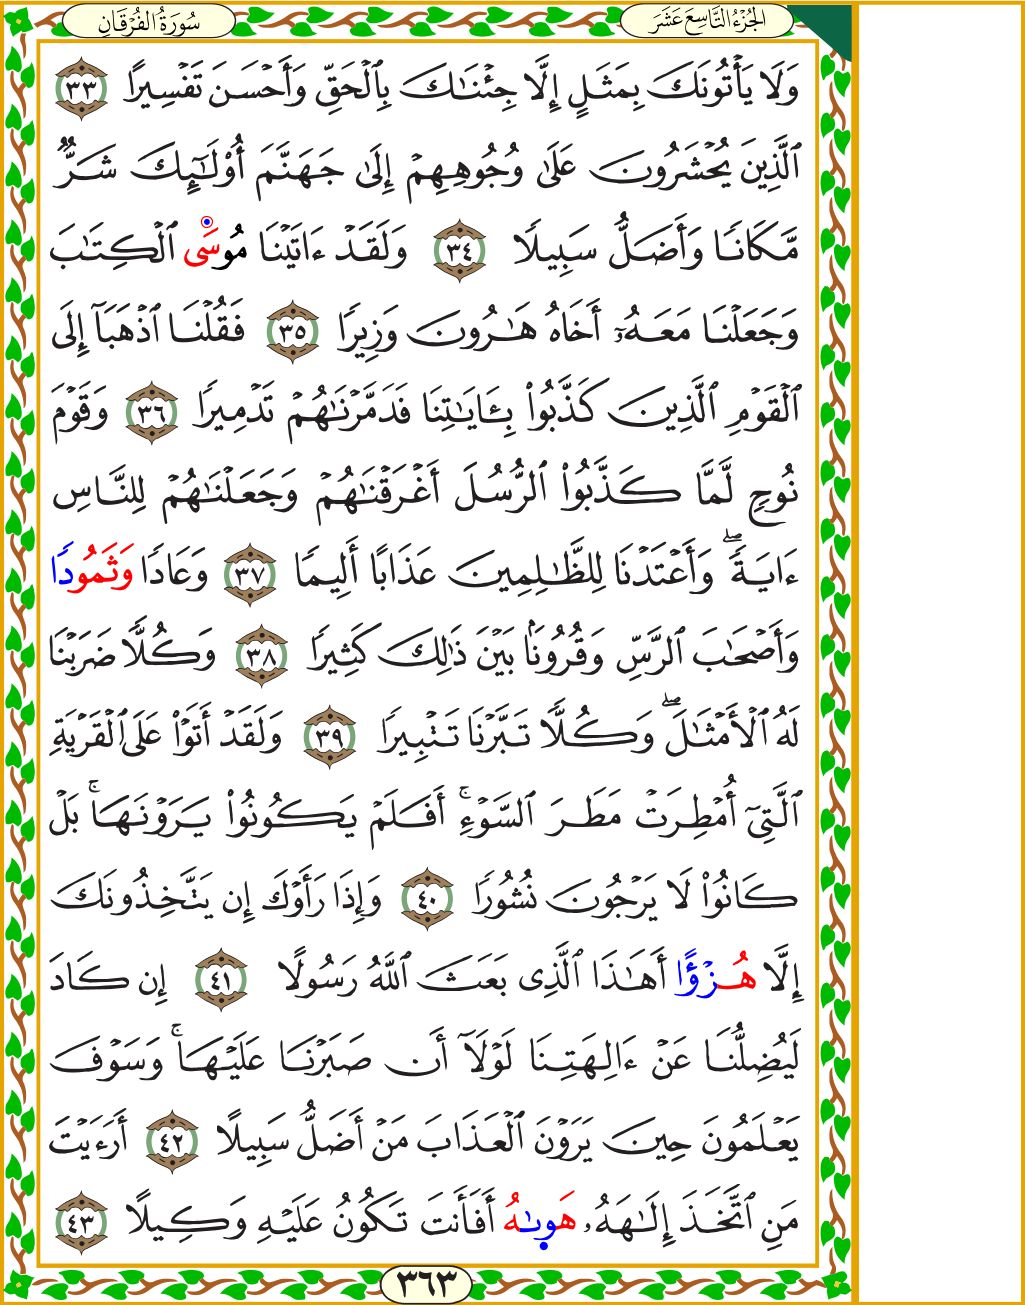 الجُزْءُ التَّاسِعَ عَشَرَ
سُورَةُ الفُرْقَانِ
وَلَا يَأۡتُونَكَ بِمَثَلٍ إِلَّا جِئۡنَٰكَ بِٱلۡحَقِّ وَأَحۡسَنَ تَفۡسِيرًا ٣٣
ٱلَّذِينَ يُحۡشَرُونَ عَلَىٰ وُجُوهِهِمۡ إِلَىٰ جَهَنَّمَ أُوْلَٰٓئِكَ شَرّٞ
مَّكَانٗا وَأَضَلُّ سَبِيلٗا ٣٤ وَلَقَدۡ ءَاتَيۡنَا مُوسَى ٱلۡكِتَٰبَ
وَجَعَلۡنَا مَعَهُۥٓ أَخَاهُ هَٰرُونَ وَزِيرٗا ٣٥ فَقُلۡنَا ٱذۡهَبَآ إِلَى
ٱلۡقَوۡمِ ٱلَّذِينَ كَذَّبُواْ بِـَٔايَٰتِنَا فَدَمَّرۡنَٰهُمۡ تَدۡمِيرٗا ٣٦ وَقَوۡمَ
نُوحٖ لَّمَّا كَذَّبُواْ ٱلرُّسُلَ أَغۡرَقۡنَٰهُمۡ وَجَعَلۡنَٰهُمۡ لِلنَّاسِ
ءَايَةٗۖ وَأَعۡتَدۡنَا لِلظَّٰلِمِينَ عَذَابًا أَلِيمٗا ٣٧ وَعَادٗا وَثَمُودٗا
وَأَصۡحَٰبَ ٱلرَّسِّ وَقُرُونَۢا بَيۡنَ ذَٰلِكَ كَثِيرٗا ٣٨ وَكُلّٗا ضَرَبۡنَا
لَهُ ٱلۡأَمۡثَٰلَۖ وَكُلّٗا تَبَّرۡنَا تَتۡبِيرٗا ٣٩ وَلَقَدۡ أَتَوۡاْ عَلَى ٱلۡقَرۡيَةِ
ٱلَّتِيٓ أُمۡطِرَتۡ مَطَرَ ٱلسَّوۡءِۚ أَفَلَمۡ يَكُونُواْ يَرَوۡنَهَاۚ بَلۡ
كَانُواْ لَا يَرۡجُونَ نُشُورٗا ٤٠ وَإِذَا رَأَوۡكَ إِن يَتَّخِذُونَكَ
إِلَّا هُزۡؤًا أَهَٰذَا ٱلَّذِي بَعَثَ ٱللَّهُ رَسُولًا ٤١ إِن كَادَ
لَيُضِلُّنَا عَنۡ ءَالِهَتِنَا لَوۡلَآ أَن صَبَرۡنَا عَلَيۡهَاۚ وَسَوۡفَ
يَعۡلَمُونَ حِينَ يَرَوۡنَ ٱلۡعَذَابَ مَنۡ أَضَلُّ سَبِيلًا ٤٢ أَرَءَيۡتَ
مَنِ ٱتَّخَذَ إِلَٰهَهُۥ هَوىٰهُ أَفَأَنتَ تَكُونُ عَلَيۡهِ وَكِيلًا ٤٣
٣٦٣